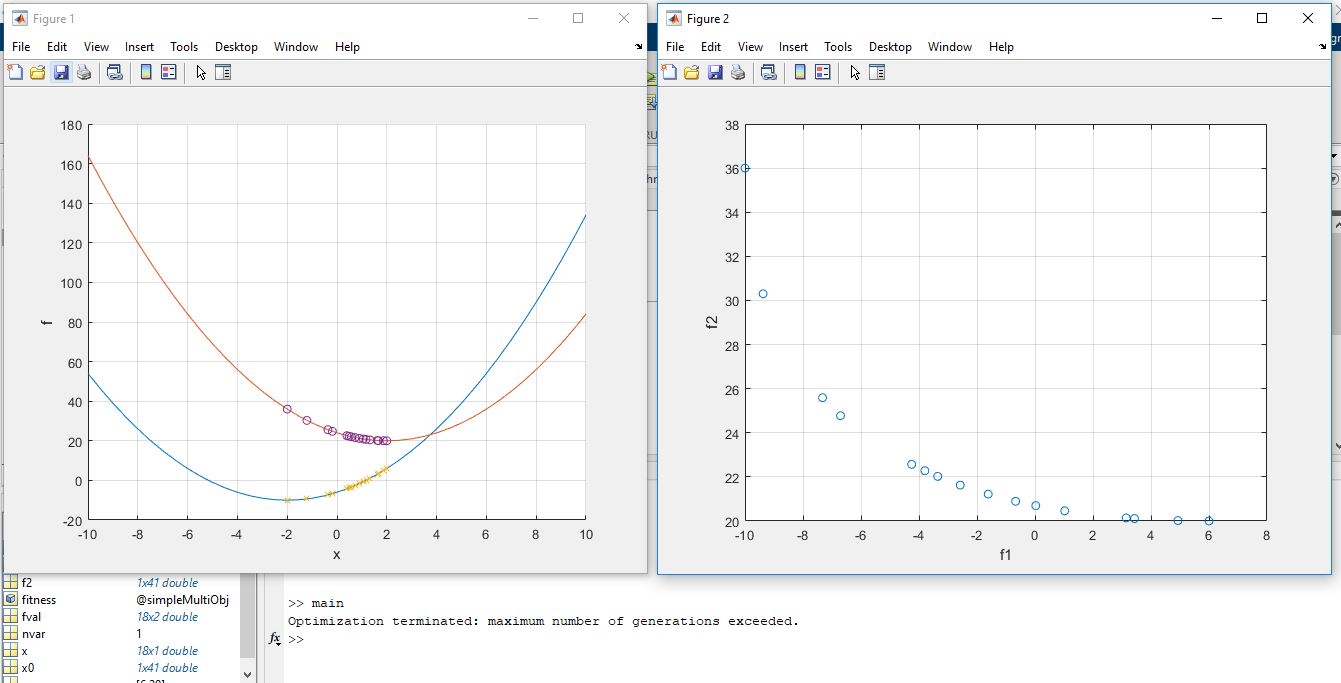 Figure 1
File Edit View Insert Tools Desktop Window Help
180
160
140
120
100
80
60
40
20
0
-20
f
-10 -8 -6 -4 -2 0 2 4 6 8 10
x
Figure 2
File Edit View Insert Tools Desktop Window Help
38
36
34
32
30
28
26
24
22
20
f2
-10 -8 -6 -4 -2 0 2 4 6 8
f1
f2 1x41 double
fitness @simpleMultiObj
fval 18x2 double
nvar 1
x 18x1 double
x0 1x41 double
>> main
Optimization terminated: maximum number of generations exceeded.
fx >>